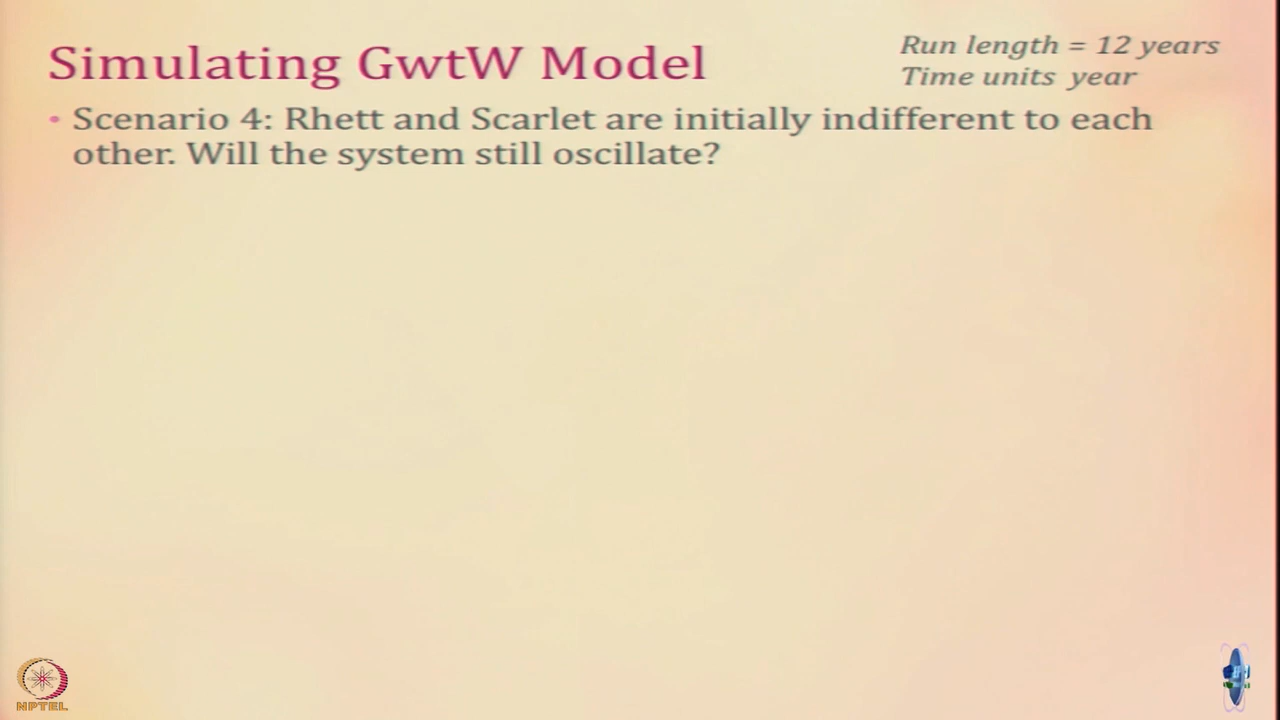 Simulating GwtW Model
Run length = 12 years
Time units year
• Scenario 4: Rhett and Scarlet are initially indifferent to each
other. Will the system still oscillate?
NPTEL